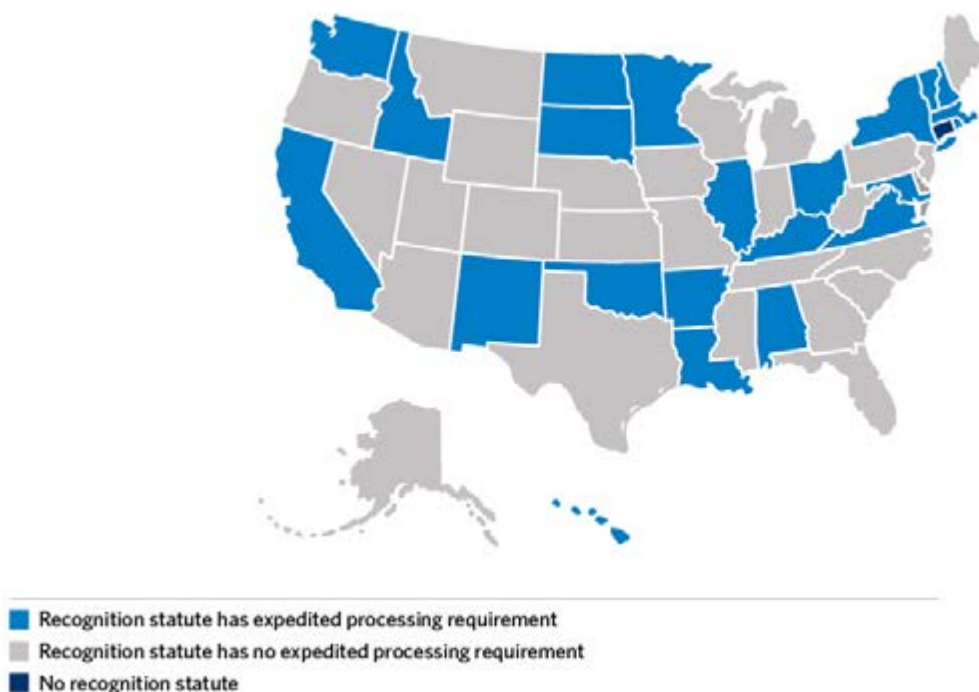 Recognition statute has expedited processing requirement
Recognition statute has no expedited processing requirement
No recognition statute